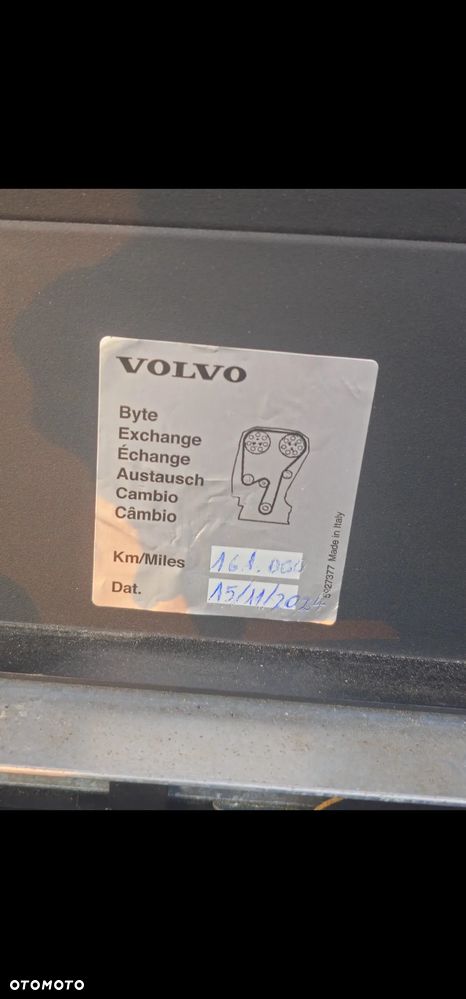 VOLVO
Byte
Exchange
Échange
Austausch
Cambio
Câmbio
Km/Miles 161.000
Dat. 15/11/2024
Made in Italy
OTOMOTO